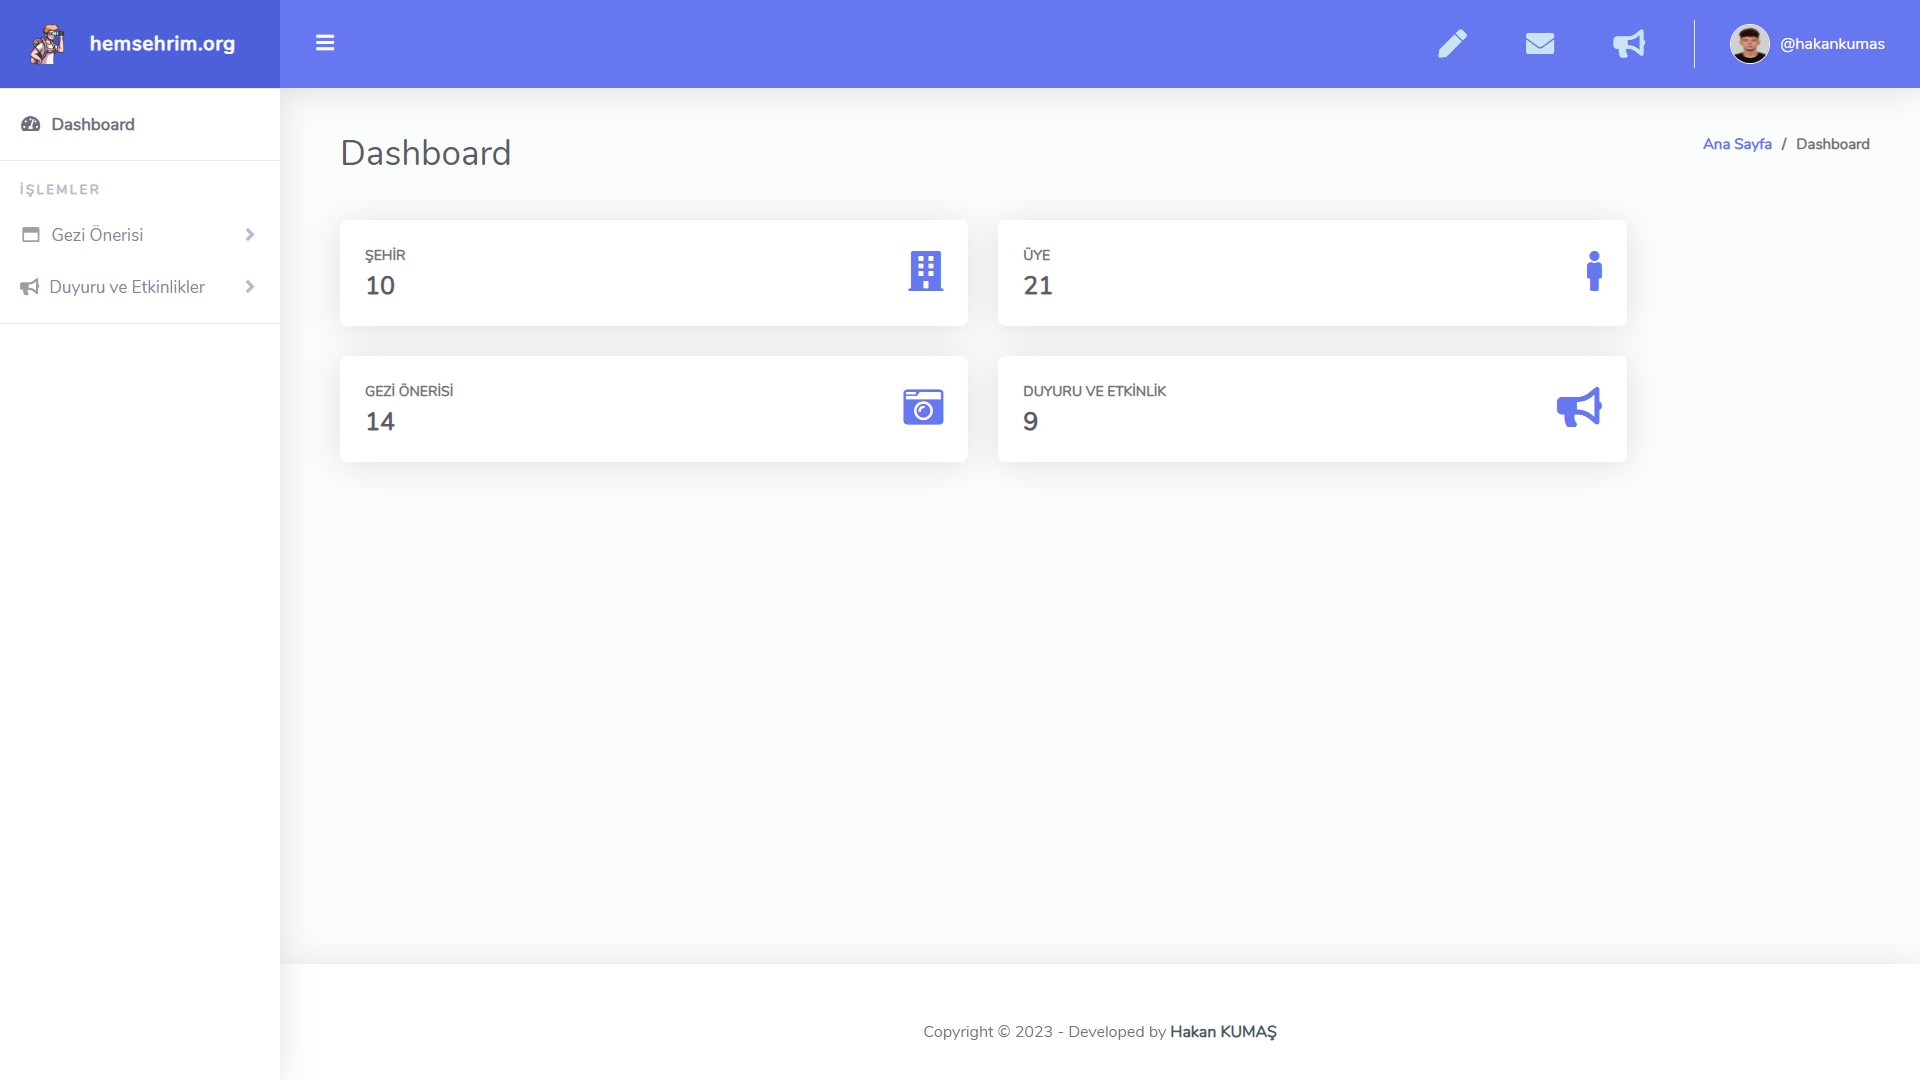 hemsehrim.org
@hakankumas
Dashboard
İŞLEMLER
Gezi Önerisi
Duyuru ve Etkinlikler
Dashboard
Ana Sayfa / Dashboard
ŞEHİR
10
ÜYE
21
GEZİ ÖNERİSİ
14
DUYURU VE ETKİNLİK
9
Copyright © 2023 - Developed by Hakan KUMAŞ